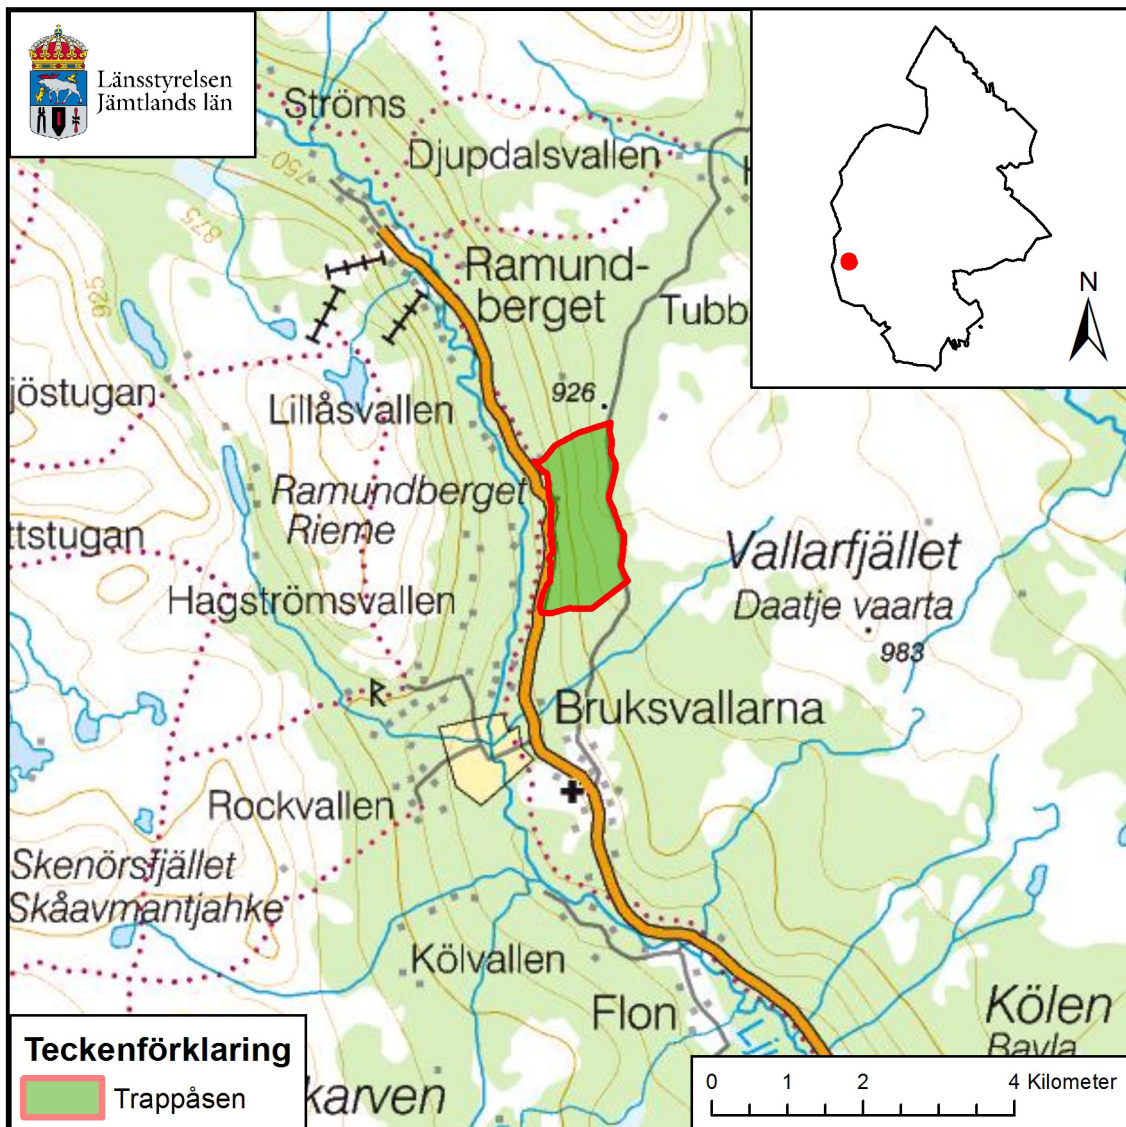 Länsstyrelsen
Jämtlands län
Ströms
Djupdalsvallen
750
875
925
Ramund-
berget
Tubb
N
926
jöstugan
Lillåsvallen
Ramundberget
Rieme
ttstugan
Vallarfjället
Daatje vaarta
983
Hagströmsvallen
R
Bruksvallarna
Rockvallen
Skenörsfjället
Skåavmantjahke
Kölvallen
Flon
Kölen
Bavla
Teckenförklaring
Trappåsen
karven
0 1 2 4 Kilometer